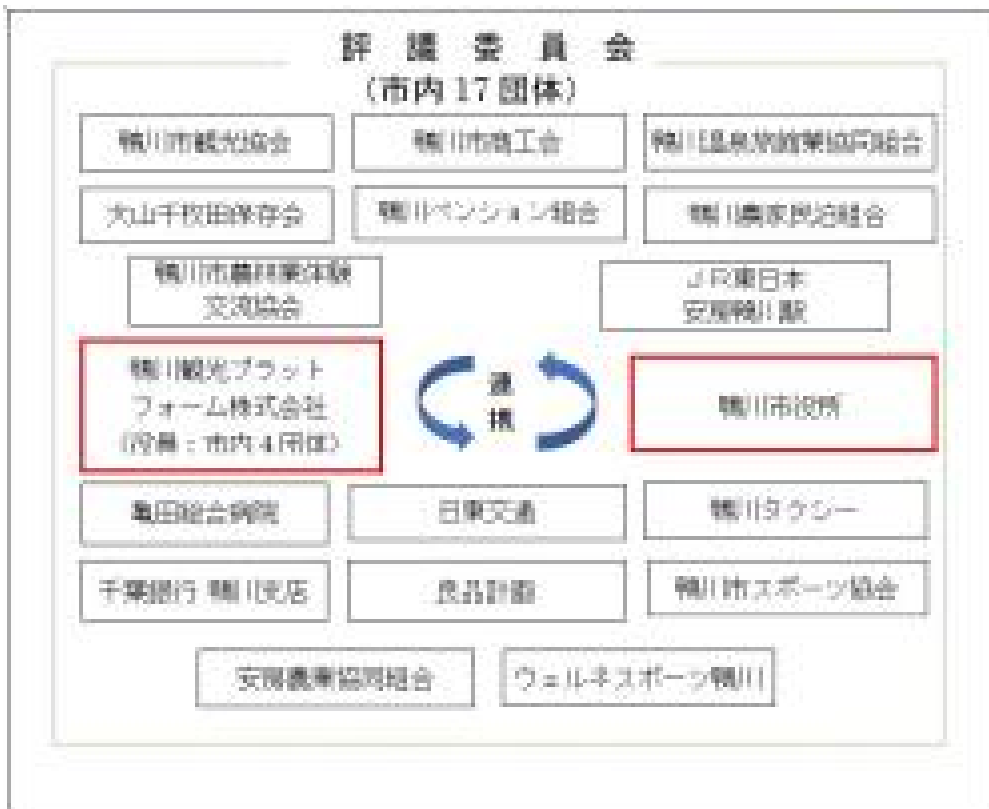 評 議 委 員 会
(市内 17 団体)
鴨川市観光協会
鴨川市商工会
鴨川温泉旅館業協同組合
大山千枚田保存会
鴨川ペンション組合
鴨川農家民泊組合
鴨川市農林業体験
交流協会
JR東日本
安房鴨川駅
鴨川観光プラット
フォーム株式会社
(役員：市内4団体)
連
携
鴨川市役所
亀田総合病院
日東交通
鴨川タクシー
千葉銀行 鴨川支店
良品計画
鴨川市スポーツ協会
安房農業協同組合
ウェルネスポーツ鴨川